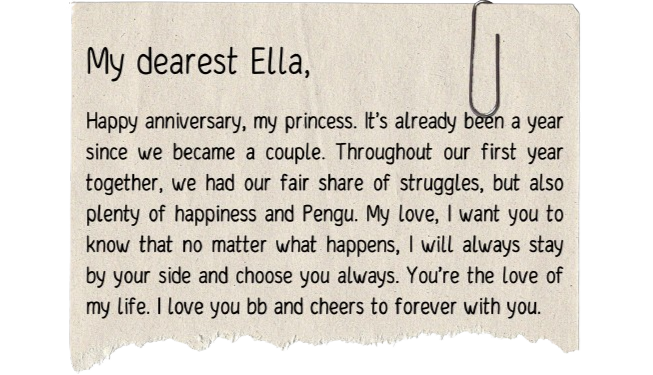 My dearest Ella,
Happy anniversary, my princess. It's already been a year
since we became a couple. Throughout our first year
together, we had our fair share of struggles, but also
plenty of happiness and Pengu. My love, I want you to
know that no matter what happens, I will always stay
by your side and choose you always. You're the love of
my life. I love you bb and cheers to forever with you.